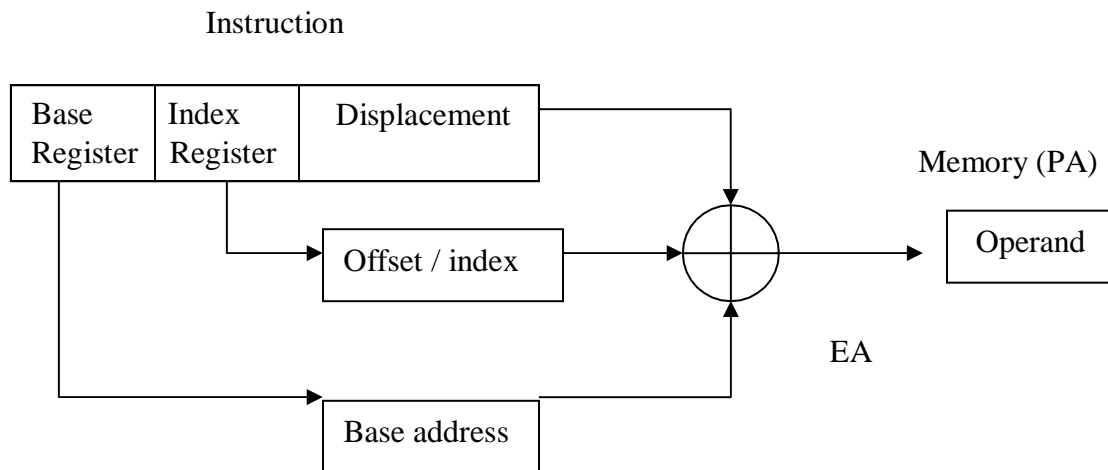 Instruction
Base
Register
Index
Register
Displacement
Memory (PA)
Operand
Offset / index
EA
Base address